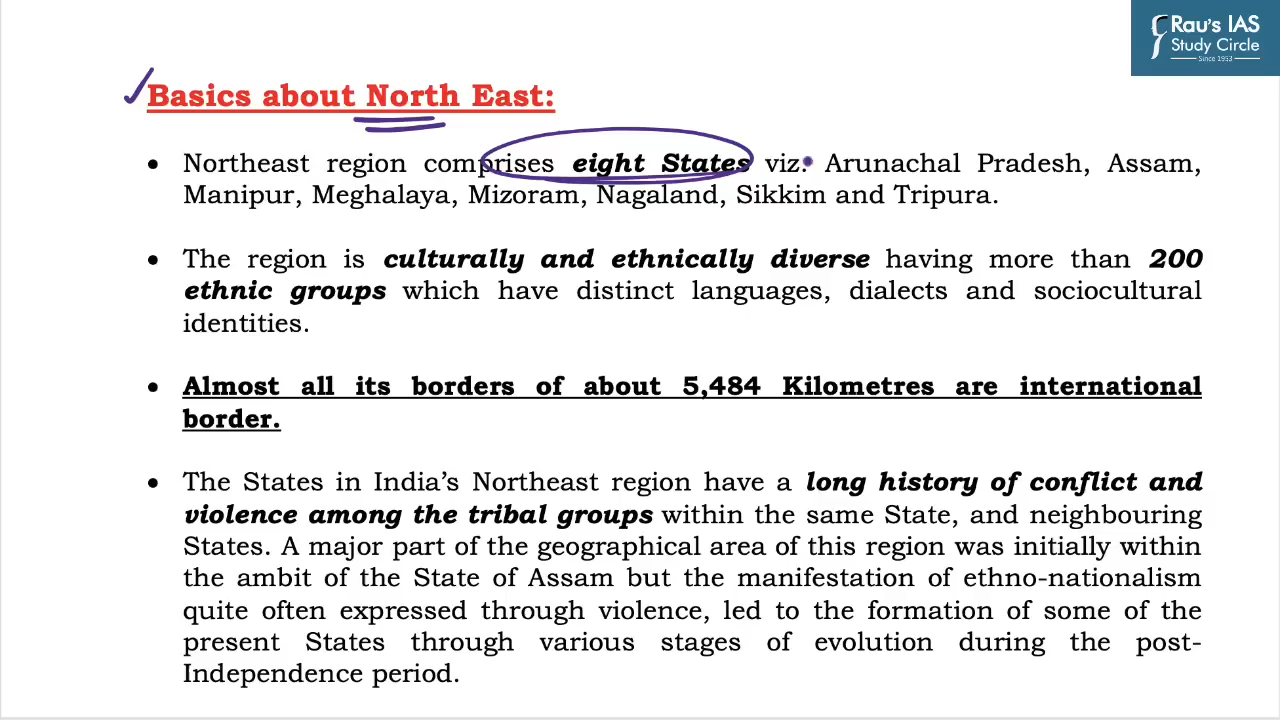 Rau's IAS
Study Circle
Since 1953
Basics about North East:
• Northeast region comprises eight States viz. Arunachal Pradesh, Assam,
Manipur, Meghalaya, Mizoram, Nagaland, Sikkim and Tripura.
• The region is culturally and ethnically diverse having more than 200
ethnic groups which have distinct languages, dialects and sociocultural
identities.
• Almost all its borders of about 5,484 Kilometres are international
border.
• The States in India's Northeast region have a long history of conflict and
violence among the tribal groups within the same State, and neighbouring
States. A major part of the geographical area of this region was initially within
the ambit of the State of Assam but the manifestation of ethno-nationalism
quite often expressed through violence, led to the formation of some of the
present States through various stages of evolution during the post-
Independence period.